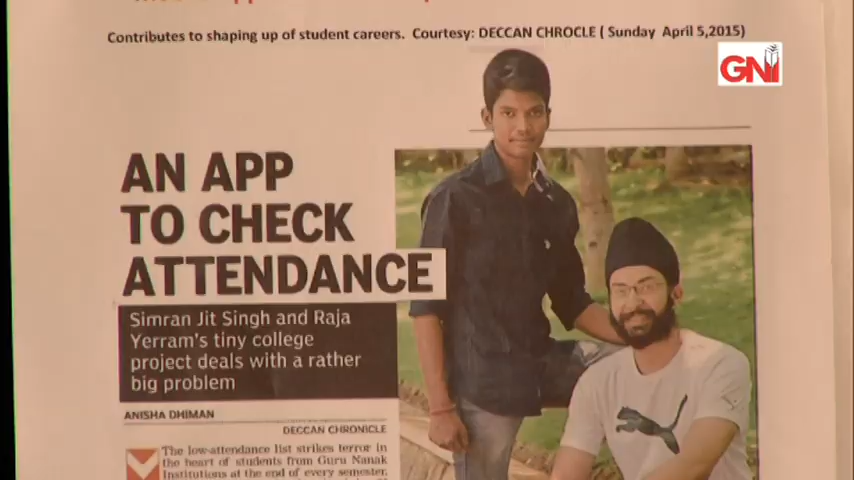 Contributes to shaping up of student careers. Courtesy: DECCAN CHROCLE ( Sunday April 5,2015)
GNI
AN APP
TO CHECK
ATTENDANCE
Simran Jit Singh and Raja
Yerram's tiny college
project deals with a rather
big problem
ANISHA DHIMAN
DECCAN CHRONICLE
The low-attendance list strikes terror in
the heart of students from Guru Nanak
Institutions at the end of every semester.